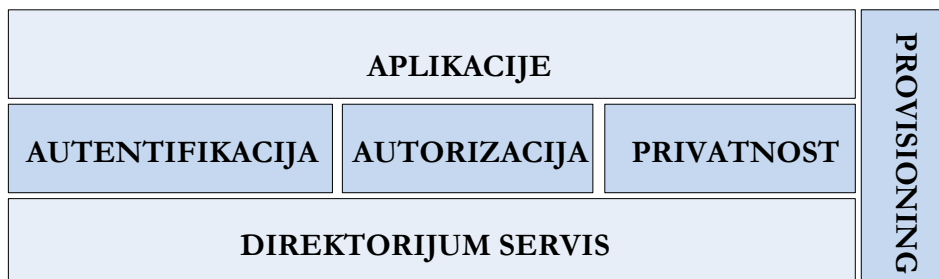 APLIKACIJE
AUTENTIFIKACIJA
AUTORIZACIJA
PRIVATNOST
DIREKTORIJUM SERVIS
PROVISIONING